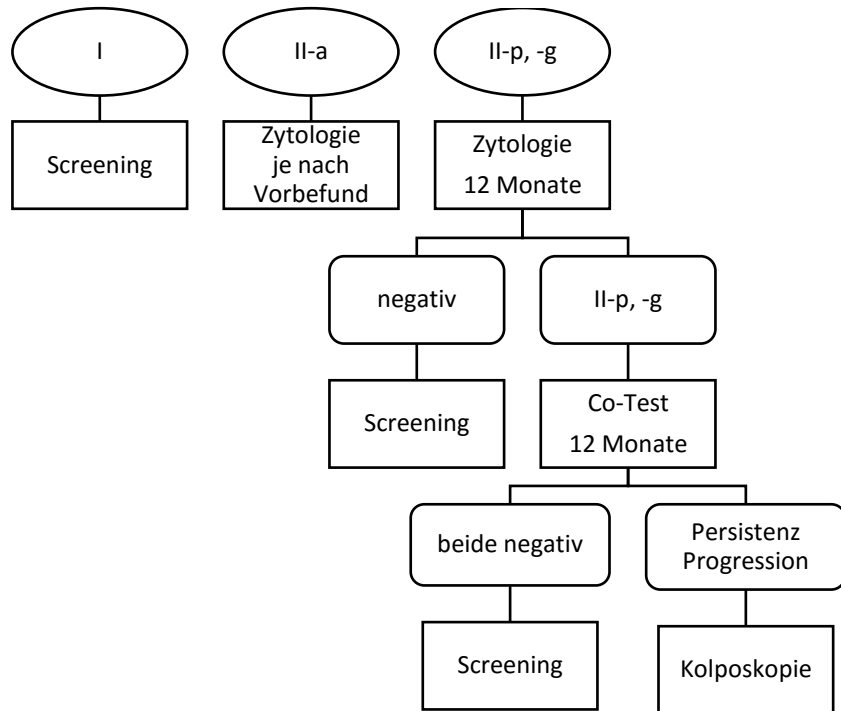 I
II-a
II-p, -g
Screening
Zytologie
je nach
Vorbefund
Zytologie
12 Monate
negativ
II-p, -g
Screening
Co-Test
12 Monate
beide negativ
Persistenz
Progression
Screening
Kolposkopie